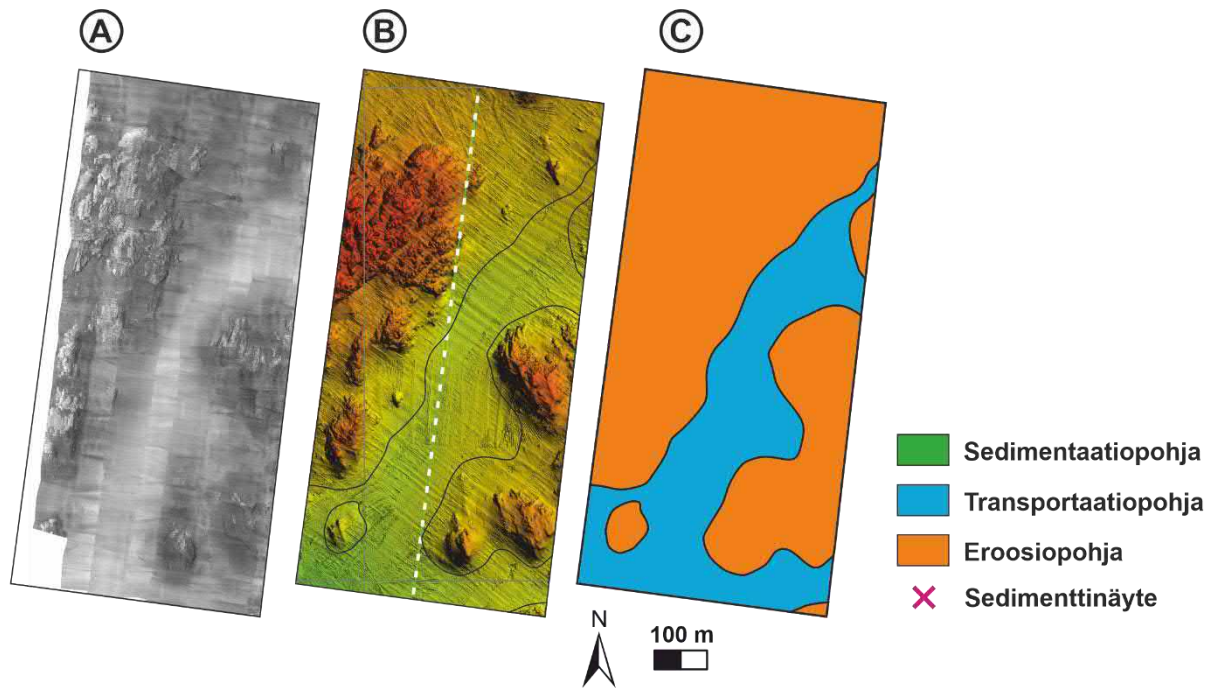 A
B
C
Sedimentaatiopohja
Transportaatiopohja
Eroosiopohja
Sedimenttinäyte
N
100 m